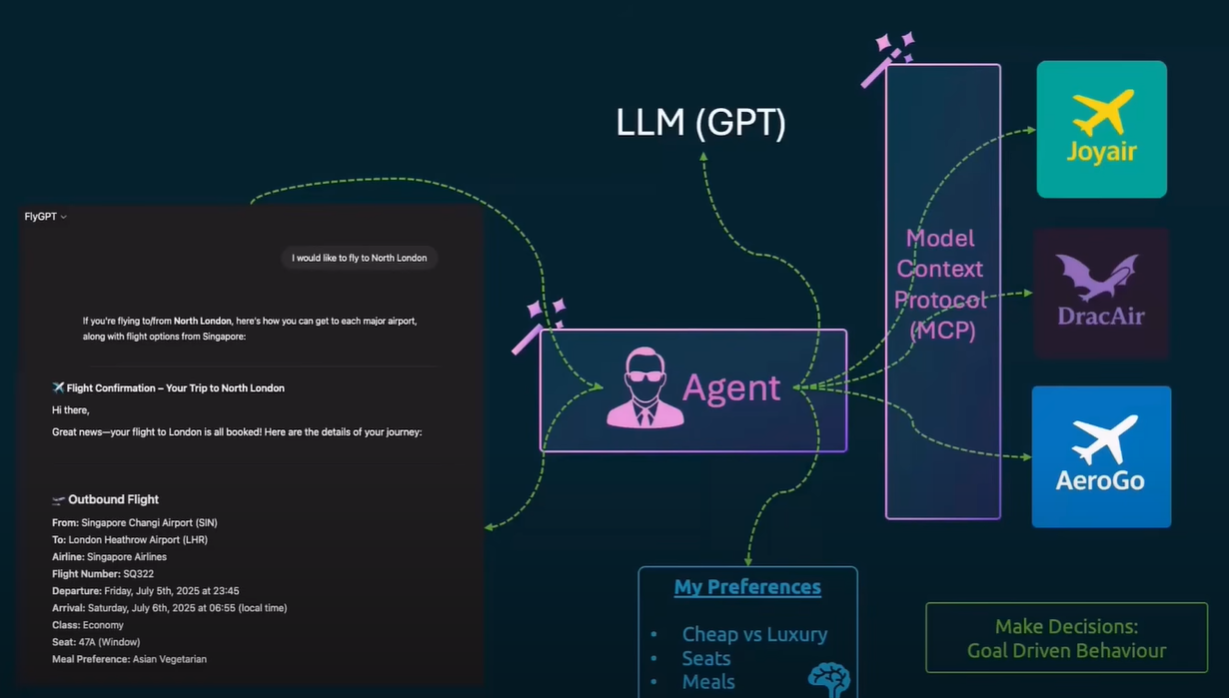 FlyGPT
I would like to fly to North London
If you're flying to/from North London, here's how you can get to each major airport,
along with flight options from Singapore:
Flight Confirmation – Your Trip to North London
Hi there,
Great news—your flight to London is all booked! Here are the details of your journey:
Outbound Flight
From: Singapore Changi Airport (SIN)
To: London Heathrow Airport (LHR)
Airline: Singapore Airlines
Flight Number: SQ322
Departure: Friday, July 5th, 2025 at 23:45
Arrival: Saturday, July 6th, 2025 at 06:55 (local time)
Class: Economy
Seat: 47A (Window)
Meal Preference: Asian Vegetarian
LLM (GPT)
Agent
My Preferences
• Cheap vs Luxury
• Seats
• Meals
Model
Context
Protocol
(MCP)
Joyair
DracAir
AeroGo
Make Decisions:
Goal Driven Behaviour